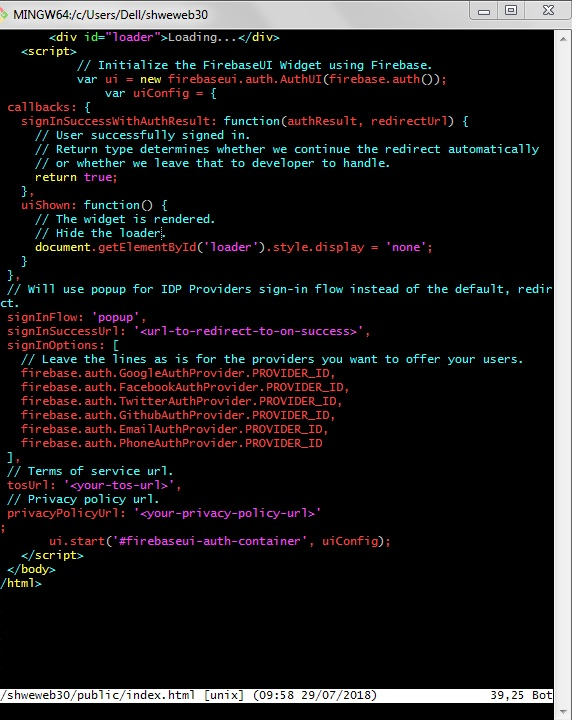 MINGW64:/c/Users/Dell/shweweb30
<div id="loader">Loading...</div>
<script>
// Initialize the FirebaseUI Widget using Firebase.
var ui = new firebaseui.auth.AuthUI(firebase.auth());
var uiConfig = {
callbacks: {
signInSuccessWithAuthResult: function(authResult, redirectUrl) {
// User successfully signed in.
// Return type determines whether we continue the redirect automatically
// or whether we leave that to developer to handle.
return true;
},
uiShown: function() {
// The widget is rendered.
// Hide the loader.
document.getElementById('loader').style.display = 'none';
}
},
// Will use popup for IDP Providers sign-in flow instead of the default, redir
ct.
signInFlow: 'popup',
signInSuccessUrl: '<url-to-redirect-to-on-success>',
signInOptions: [
// Leave the lines as is for the providers you want to offer your users.
firebase.auth.GoogleAuthProvider.PROVIDER_ID,
firebase.auth.FacebookAuthProvider.PROVIDER_ID,
firebase.auth.TwitterAuthProvider.PROVIDER_ID,
firebase.auth.GithubAuthProvider.PROVIDER_ID,
firebase.auth.EmailAuthProvider.PROVIDER_ID,
firebase.auth.PhoneAuthProvider.PROVIDER_ID
],
// Terms of service url.
tosUrl: '<your-tos-url>',
// Privacy policy url.
privacyPolicyUrl: '<your-privacy-policy-url>'
;
ui.start('#firebaseui-auth-container', uiConfig);
</script>
</body>
/html>
/shweweb30/public/index.html [unix] (09:58 29/07/2018) 39,25 Bot